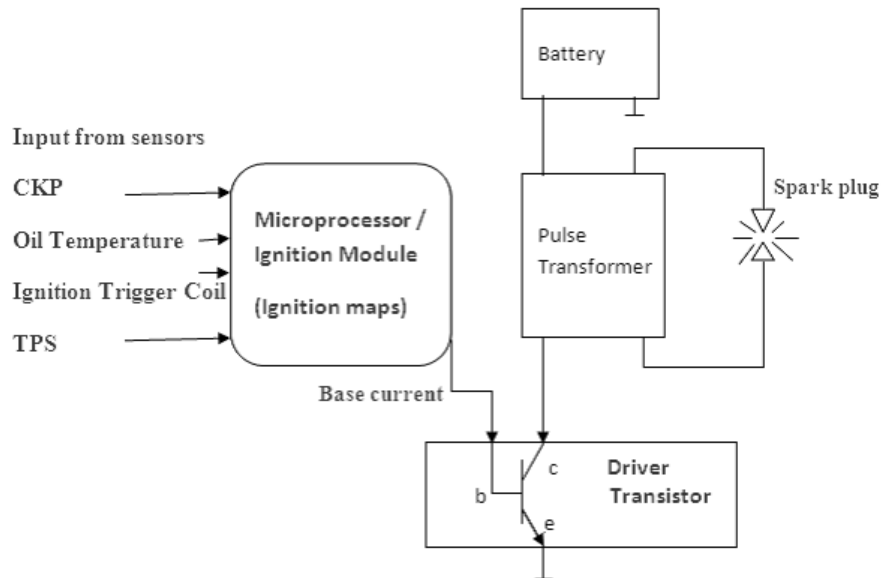 Battery
Input from sensors
CKP
Oil Temperature
Ignition Trigger Coil
TPS
Microprocessor /
Ignition Module
(Ignition maps)
Pulse
Transformer
Spark plug
Base current
Driver
Transistor
c
b
e